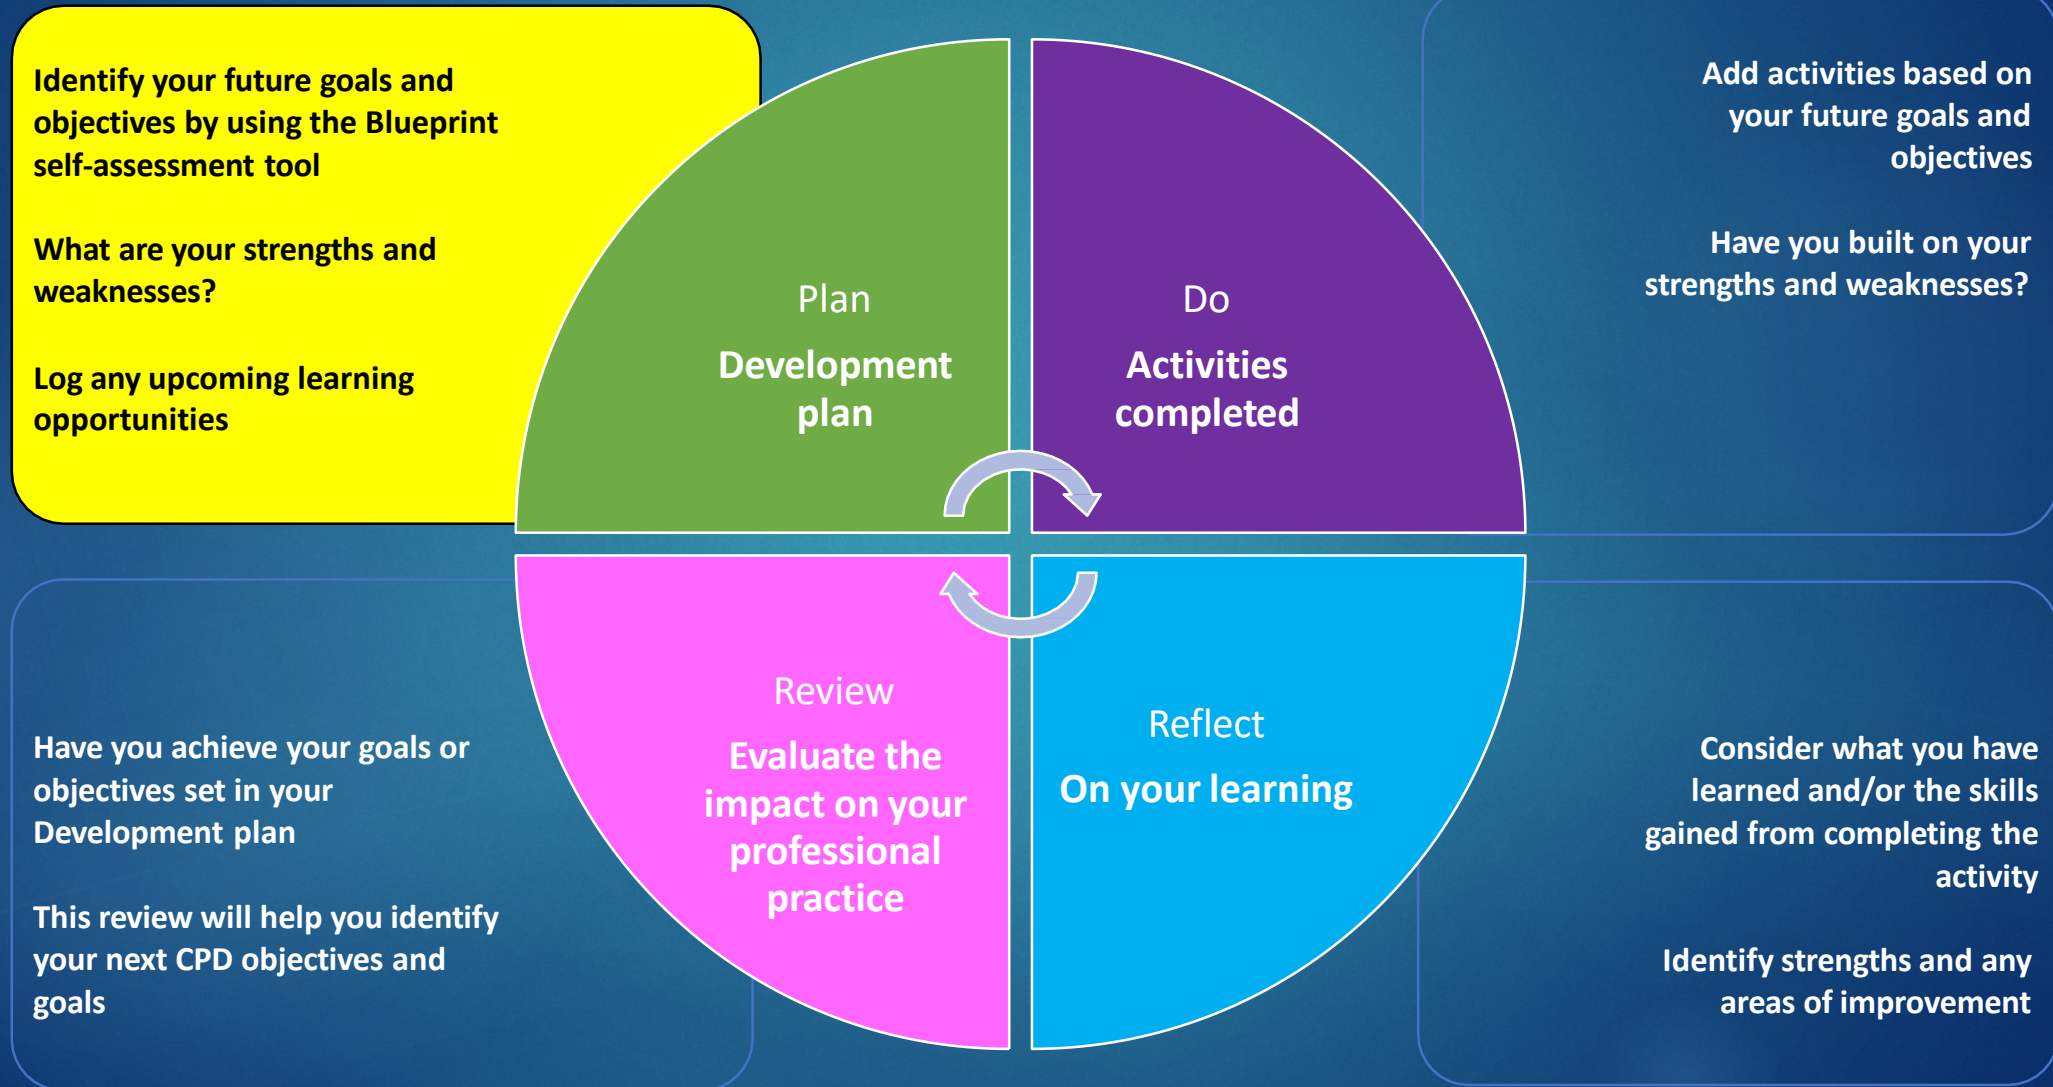 Identify your future goals and
objectives by using the Blueprint
self-assessment tool
What are your strengths and
weaknesses?
Log any upcoming learning
opportunities
Plan
Development
plan
Do
Activities
completed
Add activities based on
your future goals and
objectives
Have you built on your
strengths and weaknesses?
Have you achieve your goals or
objectives set in your
Development plan
This review will help you identify
your next CPD objectives and
goals
Review
Evaluate the
impact on your
professional
practice
Reflect
On your learning
Consider what you have
learned and/or the skills
gained from completing the
activity
Identify strengths and any
areas of improvement